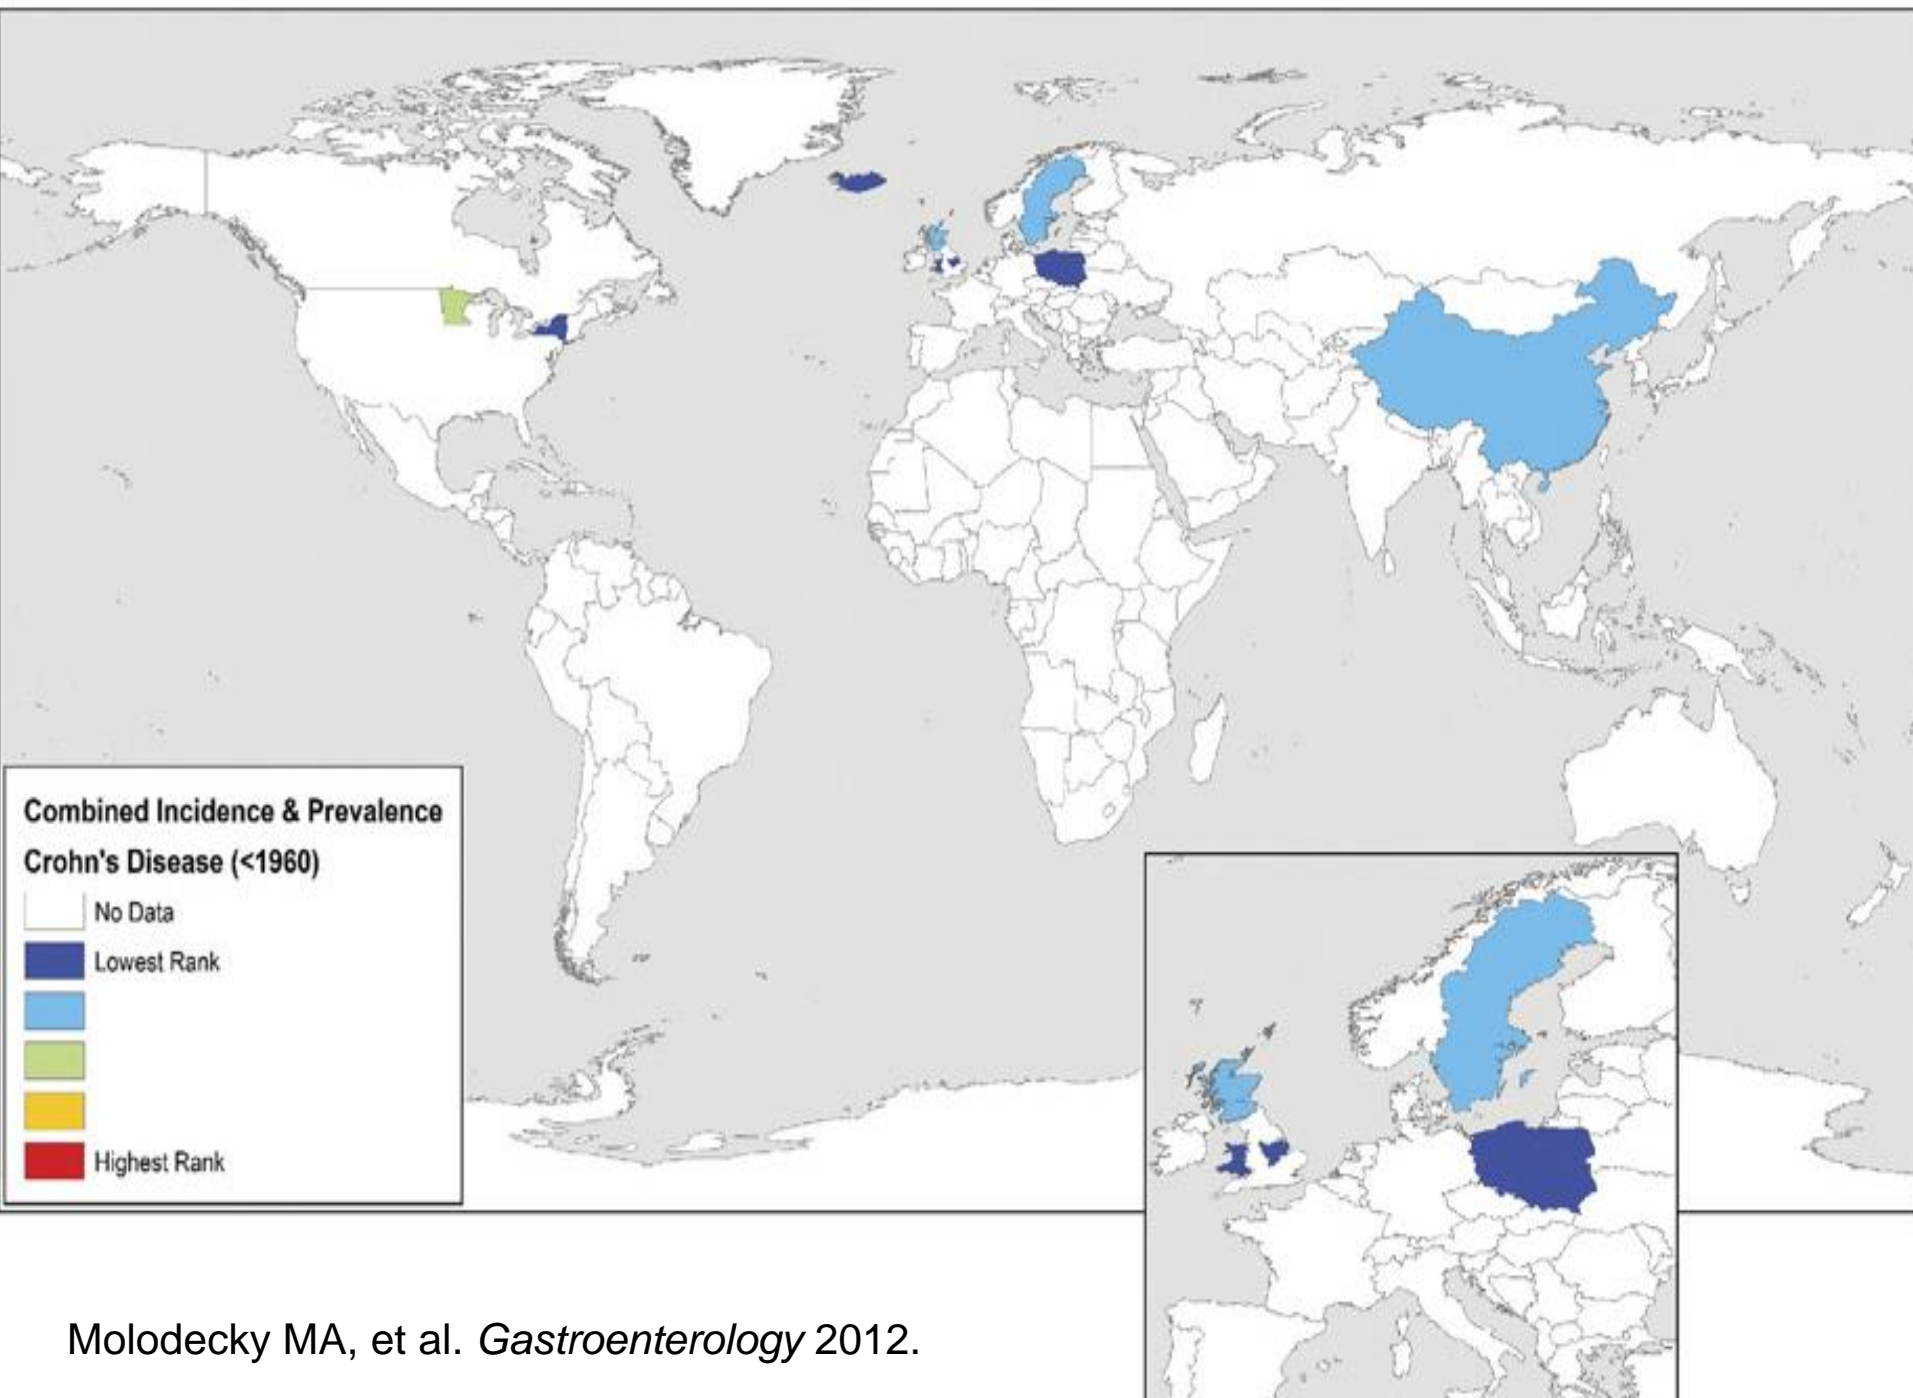 Combined Incidence & Prevalence
Crohn's Disease (<1960)
No Data
Lowest Rank
Highest Rank
Molodecky MA, et al. Gastroenterology 2012.